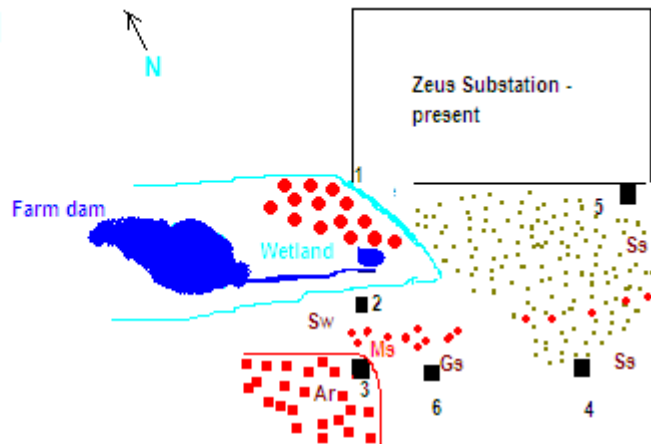 N
Zeus Substation -
present
1
Farm dam
5
Wetland
Ss
2
Sw
Ms
Gs
Ss
Ar
3
6
4